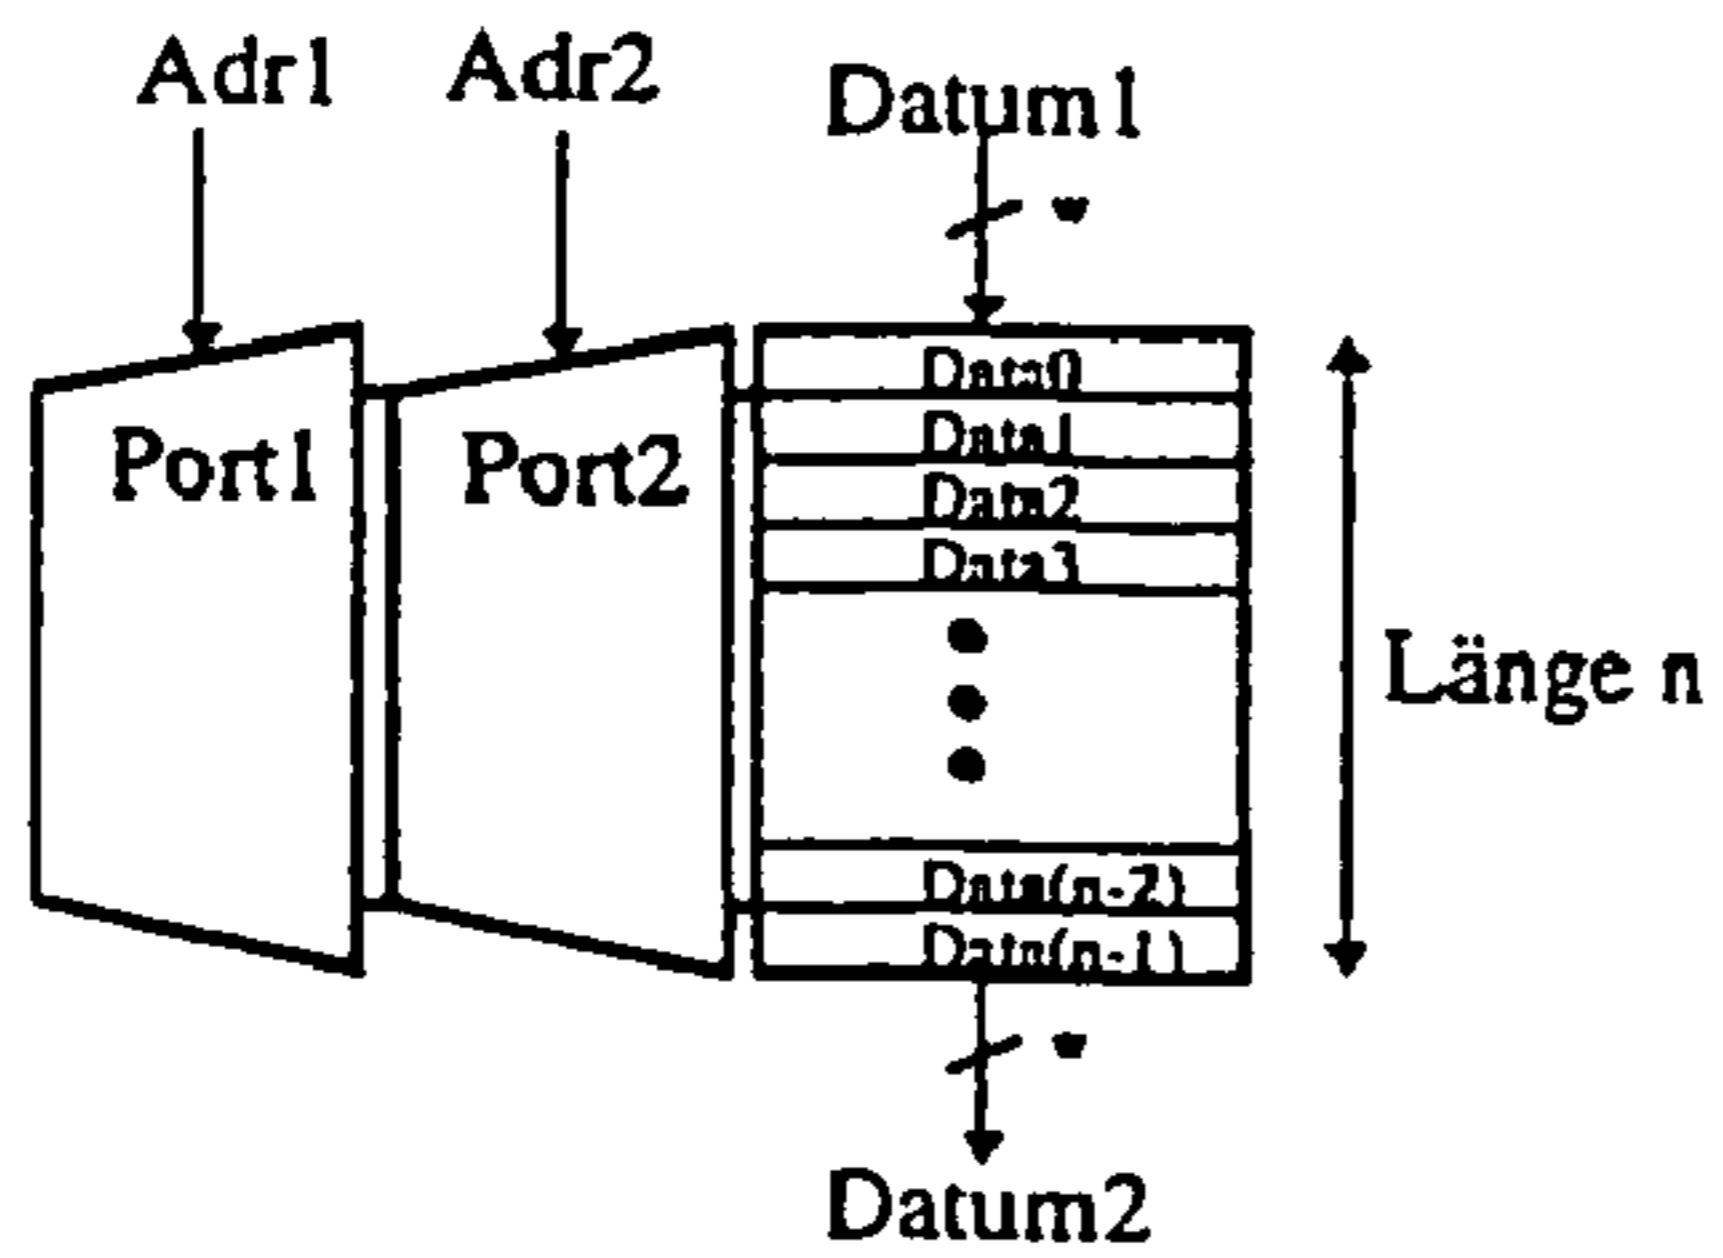 Adr1 Adr2 Datum1
w
Port1 Port2
Data0
Data1
Data2
Data3
Länge n
Data(n-2)
Data(n-1)
w
Datum2